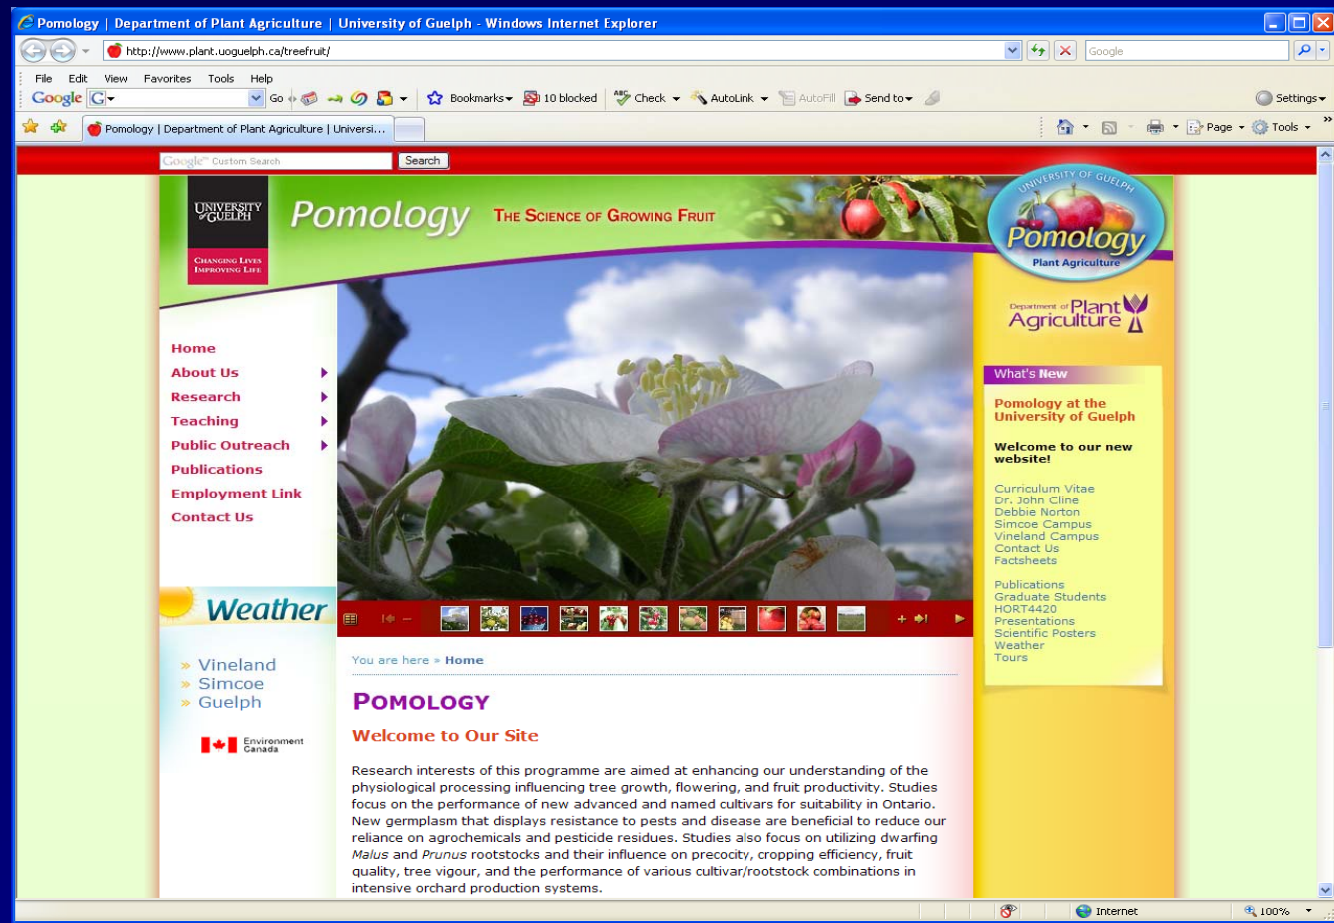 Pomology | Department of Plant Agriculture | University of Guelph - Windows Internet Explorer
http://www.plant.uoguelph.ca/treefruit/
Google
File Edit View Favorites Tools Help
Google G Go Bookmarks 10 blocked ABC Check AutoLink AutoFill Send to Settings
Pomology | Department of Plant Agriculture | Universi...
Page Tools
Google™ Custom Search Search
UNIVERSITY
OF GUELPH
CHANGING LIVES
IMPROVING LIFE
Pomology THE SCIENCE OF GROWING FRUIT
UNIVERSITY OF GUELPH
Pomology
Plant Agriculture
Department of Plant
Agriculture
Home
About Us
Research
Teaching
Public Outreach
Publications
Employment Link
Contact Us
Weather
» Vineland
» Simcoe
» Guelph
Environment
Canada
You are here » Home
POMOLOGY
Welcome to Our Site
Research interests of this programme are aimed at enhancing our understanding of the
physiological processing influencing tree growth, flowering, and fruit productivity. Studies
focus on the performance of new advanced and named cultivars for suitability in Ontario.
New germplasm that displays resistance to pests and disease are beneficial to reduce our
reliance on agrochemicals and pesticide residues. Studies also focus on utilizing dwarfing
Malus and Prunus rootstocks and their influence on precocity, cropping efficiency, fruit
quality, tree vigour, and the performance of various cultivar/rootstock combinations in
intensive orchard production systems.
What's New
Pomology at the
University of Guelph
Welcome to our new
website!
Curriculum Vitae
Dr. John Cline
Debbie Norton
Simcoe Campus
Vineland Campus
Contact Us
Factsheets
Publications
Graduate Students
HORT4420
Presentations
Scientific Posters
Weather
Tours
Internet 100%